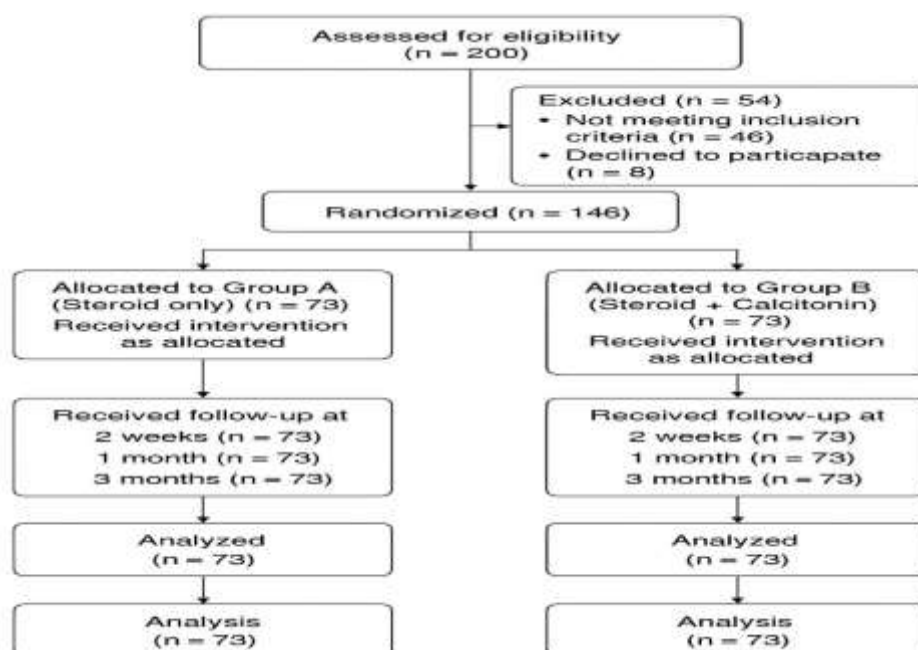 Assessed for eligibility
(n = 200)
Excluded (n = 54)
• Not meeting inclusion
criteria (n = 46)
• Declined to particapate
(n = 8)
Randomized (n = 146)
Allocated to Group A
(Steroid only) (n = 73)
Received intervention
as allocated
Allocated to Group B
(Steroid + Calcitonin)
(n = 73)
Received intervention
as allocated
Received follow-up at
2 weeks (n = 73)
1 month (n = 73)
3 months (n = 73)
Received follow-up at
2 weeks (n = 73)
1 month (n = 73)
3 months (n = 73)
Analyzed
(n = 73)
Analyzed
(n = 73)
Analysis
(n = 73)
Analysis
(n = 73)